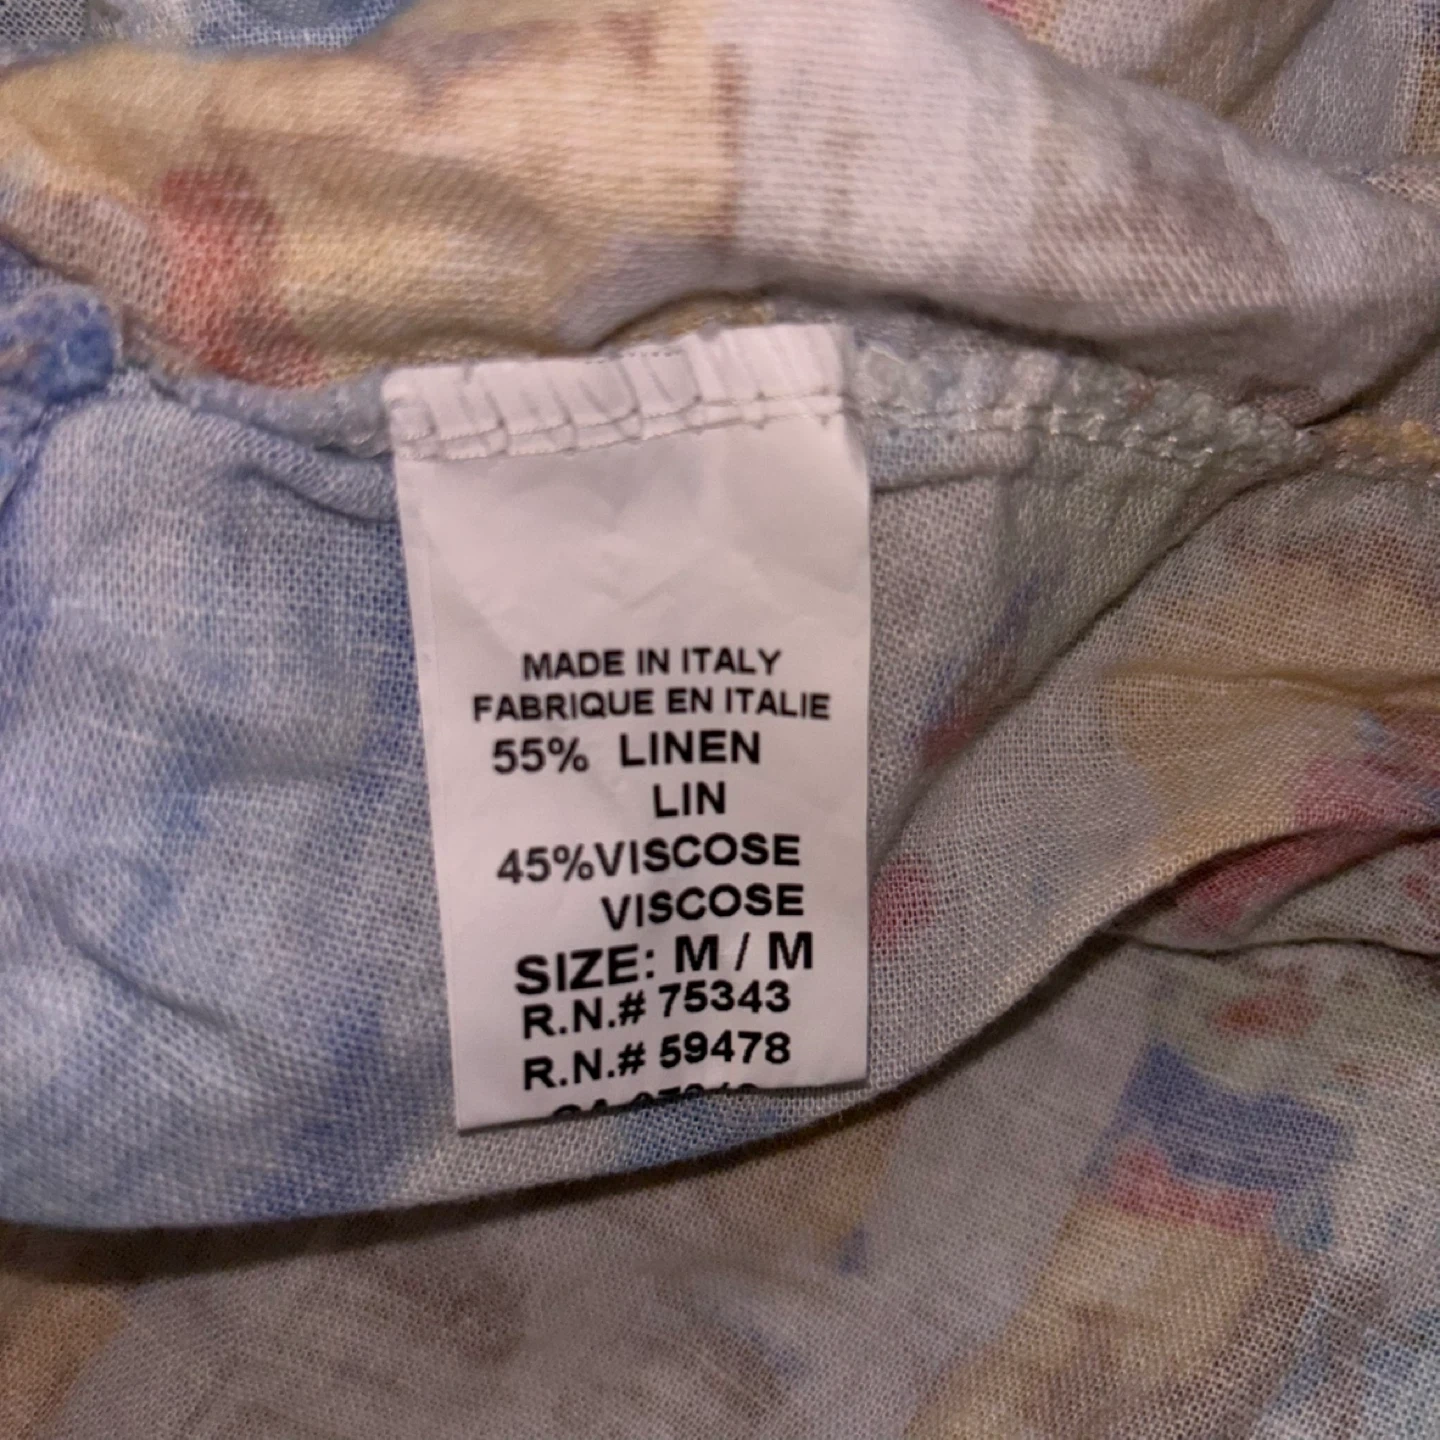 MADE IN ITALY
FABRIQUE EN ITALIE
55% LINEN
LIN
45%VISCOSE
VISCOSE
SIZE: M / M
R.N.# 75343
R.N.# 59478